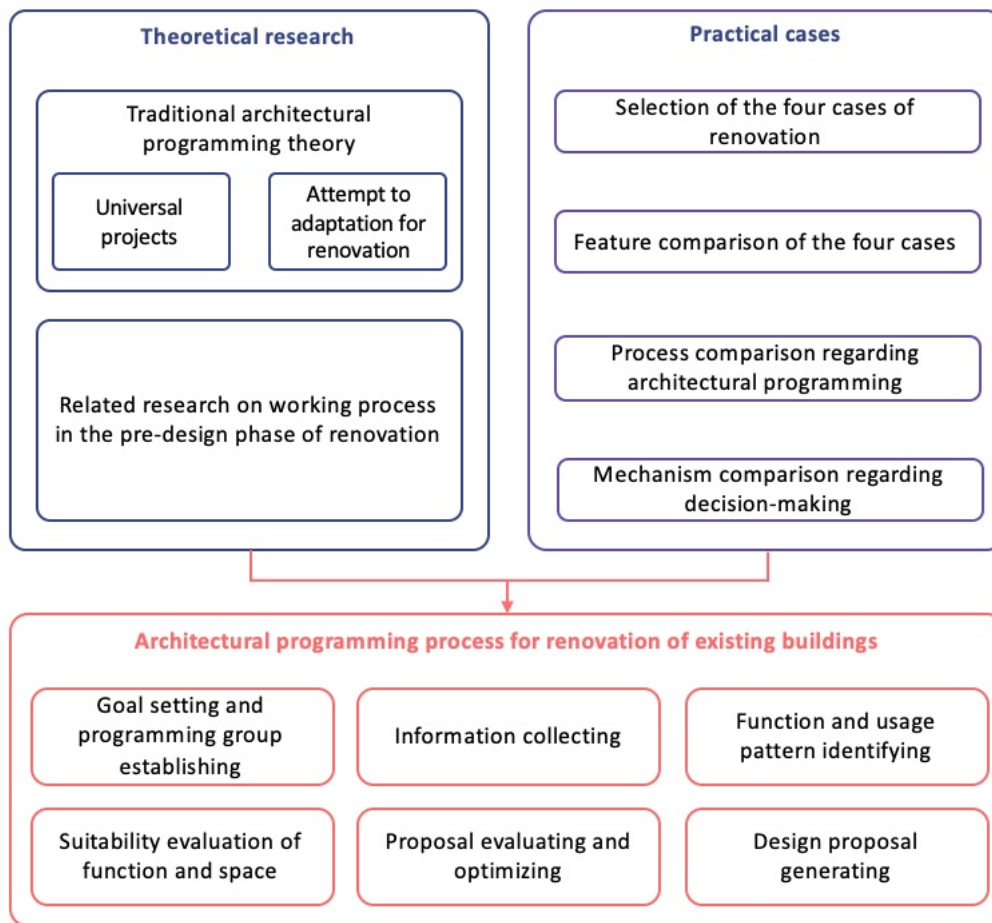 Theoretical research
Traditional architectural
programming theory
Universal
projects
Attempt to
adaptation for
renovation
Related research on working process
in the pre-design phase of renovation
Practical cases
Selection of the four cases of
renovation
Feature comparison of the four cases
Process comparison regarding
architectural programming
Mechanism comparison regarding
decision-making
Architectural programming process for renovation of existing buildings
Goal setting and
programming group
establishing
Information collecting
Function and usage
pattern identifying
Suitability evaluation of
function and space
Proposal evaluating and
optimizing
Design proposal
generating